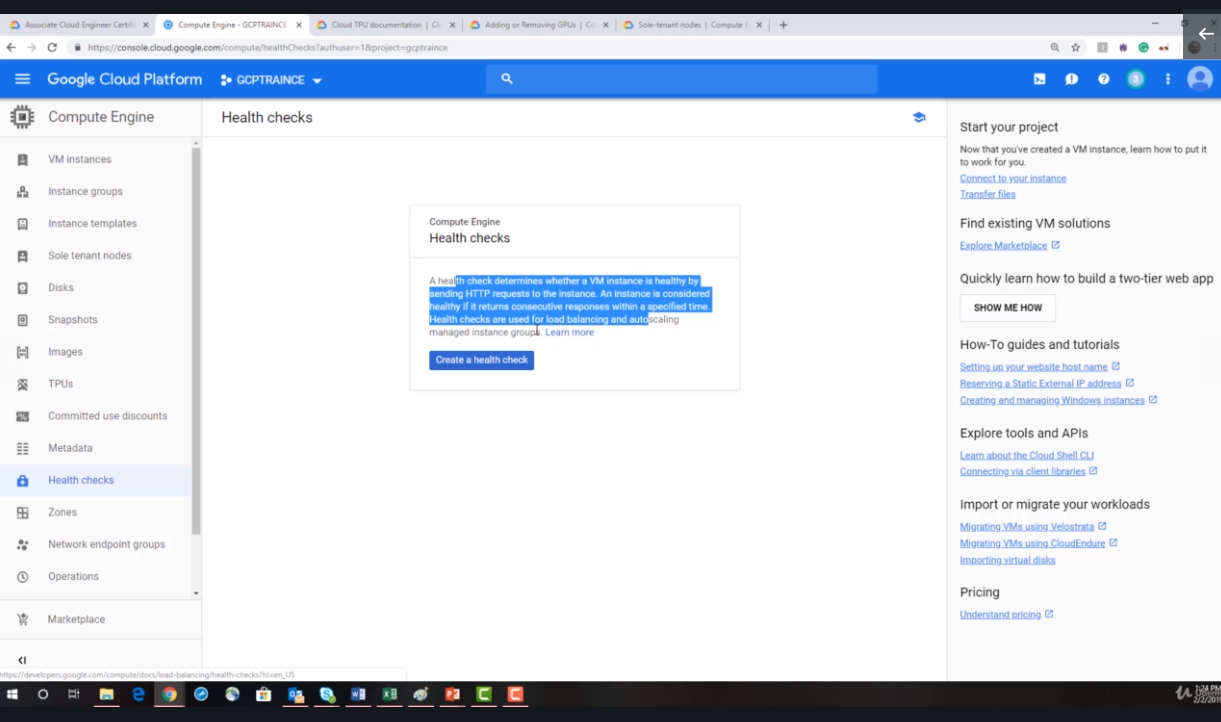 Associate Cloud Engineer Certific
Compute Engine - GCPTRAINCE
Cloud TPU documentation | Clo
Adding or Removing GPUs | Co
Sole-tenant nodes | Compute E
https://console.cloud.google.com/compute/healthChecks?authuser=1&project=gcptraince
Google Cloud Platform
GCPTRAINCE
Compute Engine
Health checks
VM instances
Instance groups
Instance templates
Sole tenant nodes
Disks
Snapshots
Images
TPUs
Committed use discounts
Metadata
Health checks
Zones
Network endpoint groups
Operations
Marketplace
Compute Engine
Health checks
A health check determines whether a VM instance is healthy by
sending HTTP requests to the instance. An instance is considered
healthy if it returns consecutive responses within a specified time.
Health checks are used for load balancing and autoscaling
managed instance groups. Learn more
Create a health check
Start your project
Now that you've created a VM instance, learn how to put it
to work for you.
Connect to your instance
Transfer files
Find existing VM solutions
Explore Marketplace
Quickly learn how to build a two-tier web app
SHOW ME HOW
How-To guides and tutorials
Setting up your website host name
Reserving a Static External IP address
Creating and managing Windows instances
Explore tools and APIs
Learn about the Cloud Shell CLI
Connecting via client libraries
Import or migrate your workloads
Migrating VMs using Velostrata
Migrating VMs using CloudEndure
Importing virtual disks
Pricing
Understand pricing
https://developers.google.com/compute/docs/load-balancing/health-checks?hl=en_US
1:24 PM